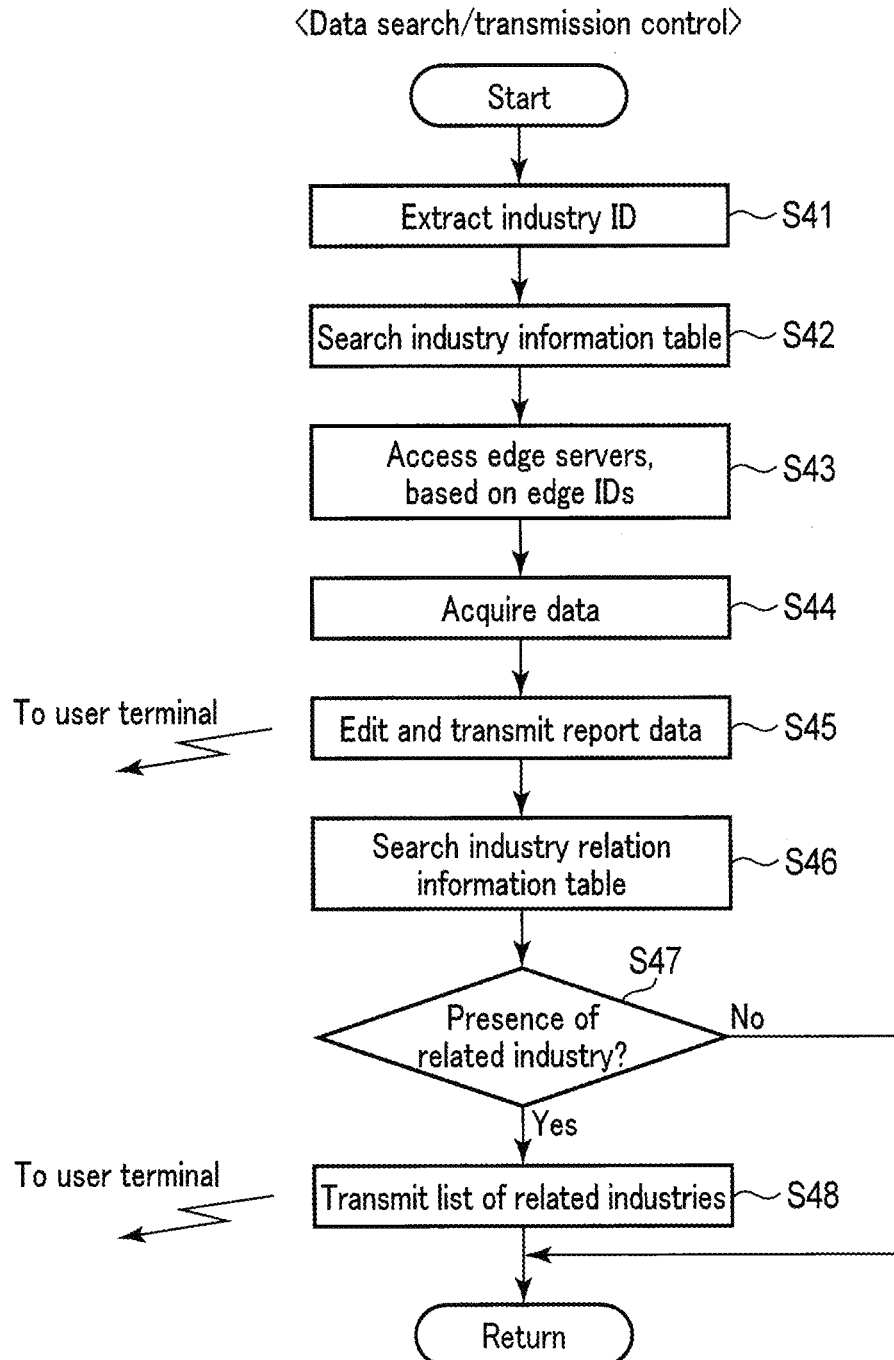 〈Data search/transmission control〉
Start
Extract industry ID
S41
Search industry information table
S42
Access edge servers,
based on edge IDs
S43
Acquire data
S44
To user terminal
Edit and transmit report data
S45
Search industry relation
information table
S46
S47
Presence of
related industry?
No
Yes
To user terminal
Transmit list of related industries
S48
Return